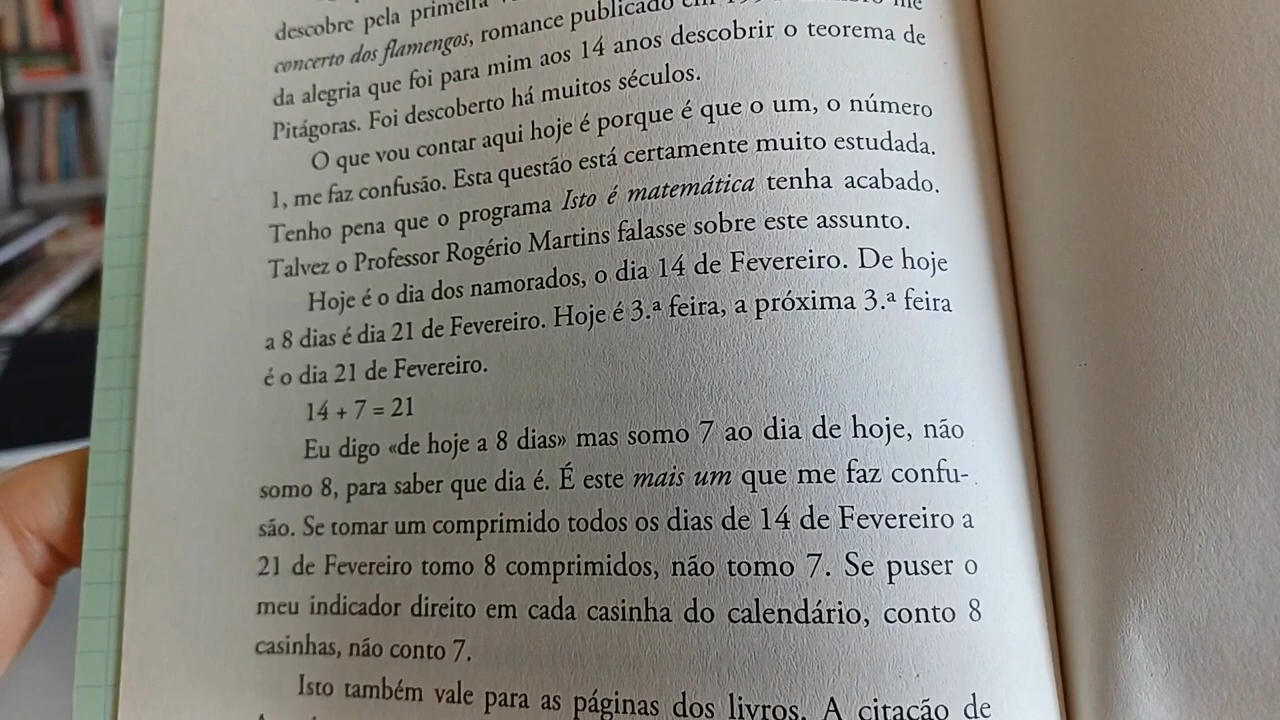 descobre pela primeira
concerto dos flamengos, romance publicado em me
da alegria que foi para mim aos 14 anos descobrir o teorema de
Pitágoras. Foi descoberto há muitos séculos.
O que vou contar aqui hoje é porque é que o um, o número
1, me faz confusão. Esta questão está certamente muito estudada.
Tenho pena que o programa Isto é matemática tenha acabado.
Talvez o Professor Rogério Martins falasse sobre este assunto.
Hoje é o dia dos namorados, o dia 14 de Fevereiro. De hoje
a 8 dias é dia 21 de Fevereiro. Hoje é 3.ª feira, a próxima 3.ª feira
é o dia 21 de Fevereiro.
14 + 7 = 21
Eu digo «de hoje a 8 dias» mas somo 7 ao dia de hoje, não
somo 8, para saber que dia é. É este mais um que me faz confu-
são. Se tomar um comprimido todos os dias de 14 de Fevereiro a
21 de Fevereiro tomo 8 comprimidos, não tomo 7. Se puser o
meu indicador direito em cada casinha do calendário, conto 8
casinhas, não conto 7.
Isto também vale para as páginas dos livros. A citação de